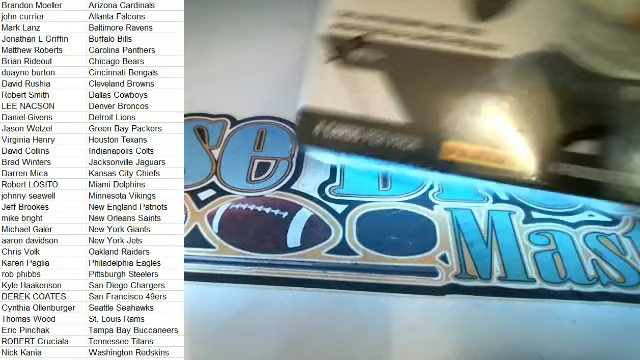 Brandon Moeller Arizona Cardinals
john currier Atlanta Falcons
Mark Lanz Baltimore Ravens
Jonathan L Griffin Buffalo Bills
Matthew Roberts Carolina Panthers
Brian Rideout Chicago Bears
duayne burton Cincinnati Bengals
David Rushia Cleveland Browns
Robert Smith Dallas Cowboys
LEE NACSON Denver Broncos
Daniel Givens Detroit Lions
Jason Wetzel Green Bay Packers
Virginia Henry Houston Texans
David Collins Indianapolis Colts
Brad Winters Jacksonville Jaguars
Darren Mica Kansas City Chiefs
Robert LOSITO Miami Dolphins
johnny seawell Minnesota Vikings
Jeff Brookes New England Patriots
mike bright New Orleans Saints
Michael Galer New York Giants
aaron davidson New York Jets
Chris Volk Oakland Raiders
Karen Paglia Philadelphia Eagles
rob phibbs Pittsburgh Steelers
Kyle Haakenson San Diego Chargers
DEREK COATES San Francisco 49ers
Cynthia Ollenburger Seattle Seahawks
Thomas Wood St. Louis Rams
Eric Pinchak Tampa Bay Buccaneers
ROBERT Cruciata Tennessee Titans
Nick Kania Washington Redskins
se
Mas